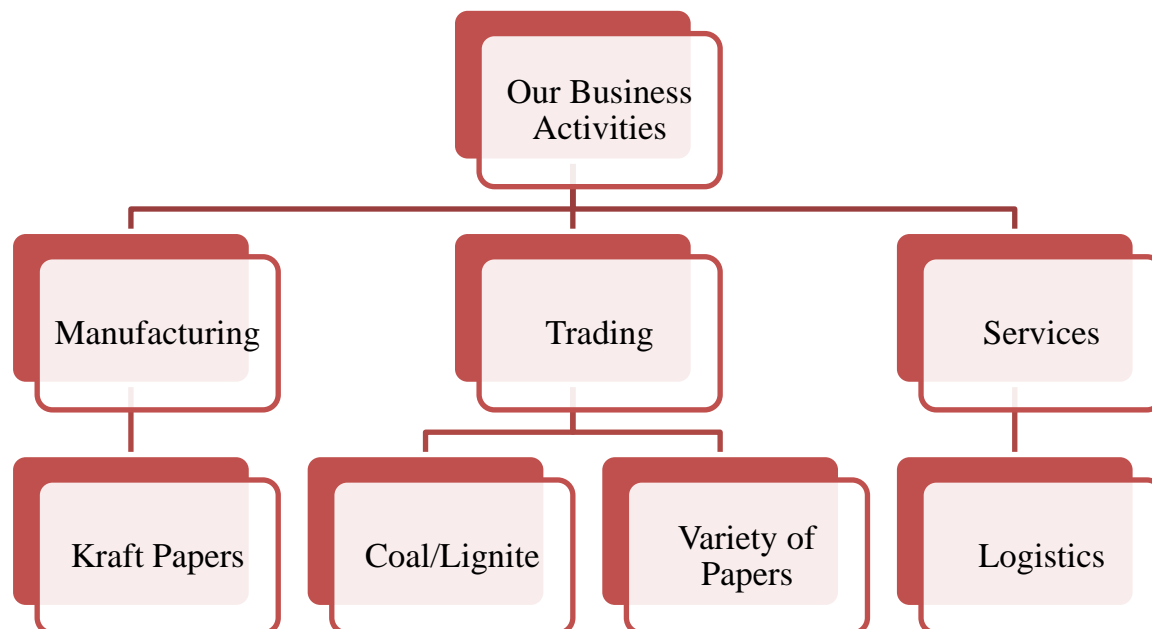 Our Business
Activities
Manufacturing
Trading
Services
Kraft Papers
Coal/Lignite
Variety of
Papers
Logistics